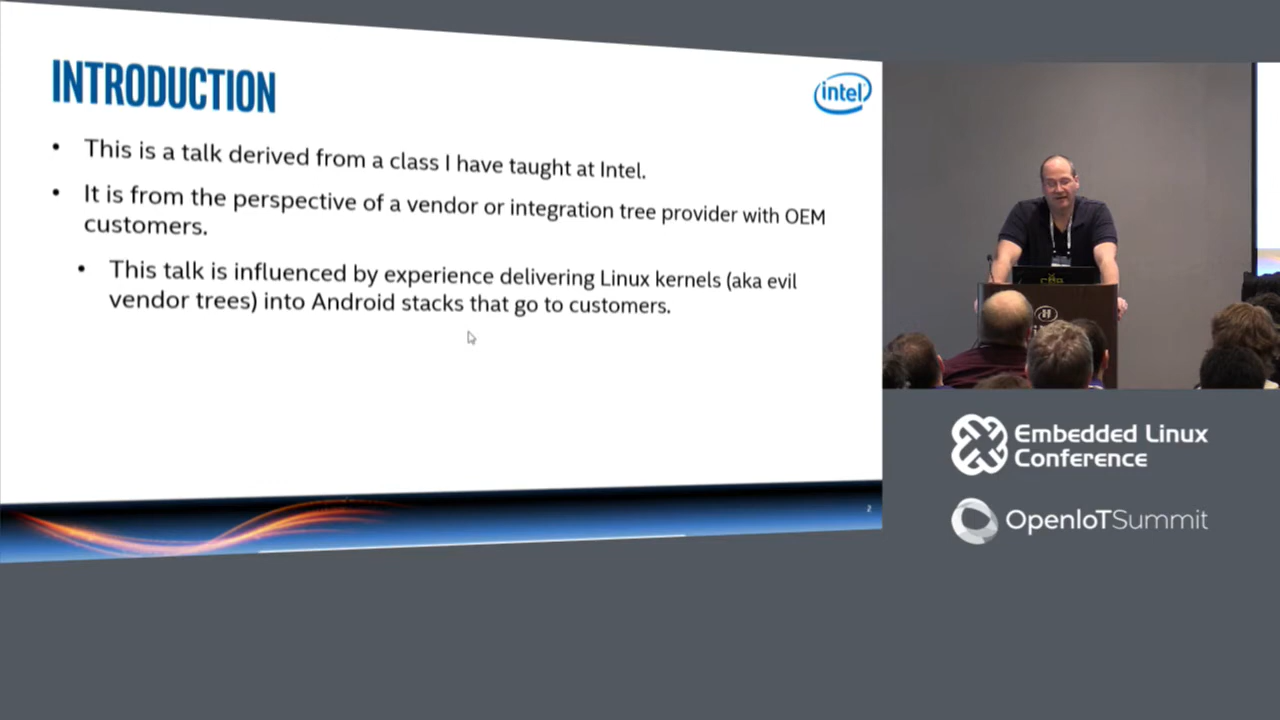 INTRODUCTION
intel
• This is a talk derived from a class I have taught at Intel.
• It is from the perspective of a vendor or integration tree provider with OEM
customers.
• This talk is influenced by experience delivering Linux kernels (aka evil
vendor trees) into Android stacks that go to customers.
2
H
Embedded Linux
Conference
OpenIoTSummit